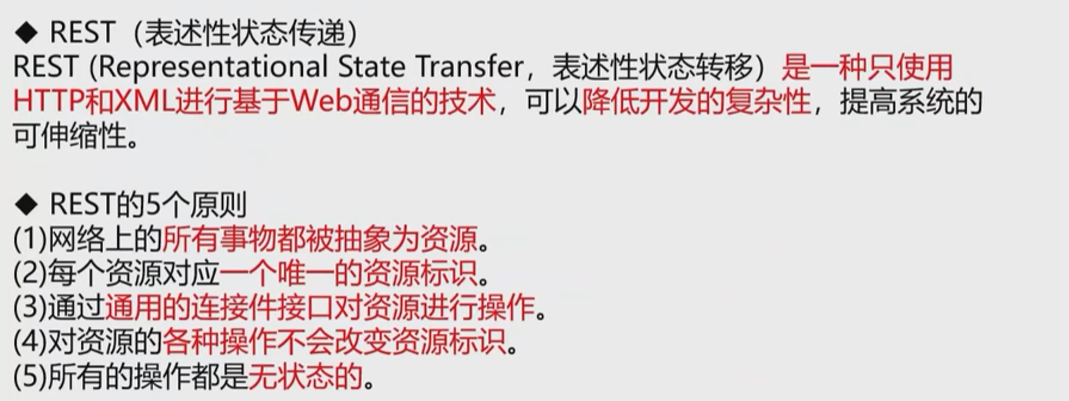 ◆ REST（表述性状态传递）
REST (Representational State Transfer，表述性状态转移）是一种只使用
HTTP和XML进行基于Web通信的技术，可以降低开发的复杂性，提高系统的
可伸缩性。
◆ REST的5个原则
(1)网络上的所有事物都被抽象为资源。
(2)每个资源对应一个唯一的资源标识。
(3)通过通用的连接件接口对资源进行操作。
(4)对资源的各种操作不会改变资源标识。
(5)所有的操作都是无状态的。